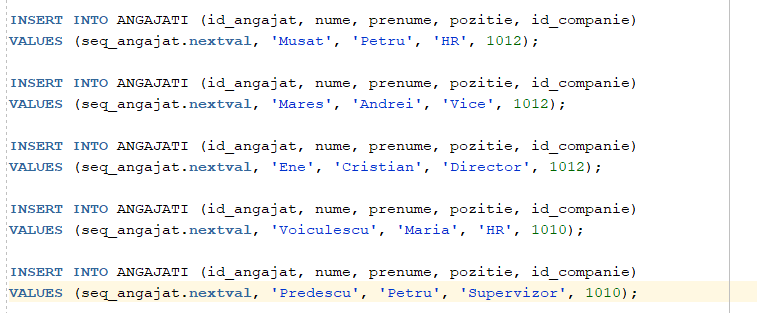 INSERT INTO ANGAJATI (id_angajat, nume, prenume, pozitie, id_companie)
VALUES (seq_angajat.nextval, 'Musat', 'Petru', 'HR', 1012);
INSERT INTO ANGAJATI (id_angajat, nume, prenume, pozitie, id_companie)
VALUES (seq_angajat.nextval, 'Mares', 'Andrei', 'Vice', 1012);
INSERT INTO ANGAJATI (id_angajat, nume, prenume, pozitie, id_companie)
VALUES (seq_angajat.nextval, 'Ene', 'Cristian', 'Director', 1012);
INSERT INTO ANGAJATI (id_angajat, nume, prenume, pozitie, id_companie)
VALUES (seq_angajat.nextval, 'Voiculescu', 'Maria', 'HR', 1010);
INSERT INTO ANGAJATI (id_angajat, nume, prenume, pozitie, id_companie)
VALUES (seq_angajat.nextval, 'Predescu', 'Petru', 'Supervizor', 1010);